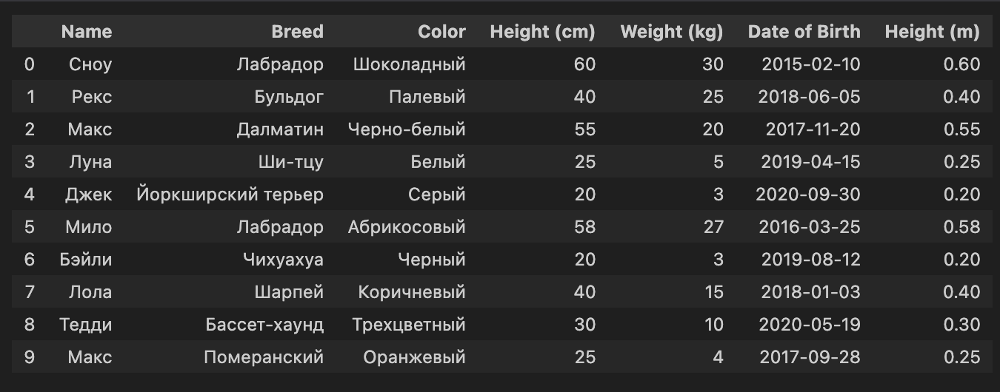 Name Breed Color Height (cm) Weight (kg) Date of Birth Height (m)
0 Сноу Лабрадор Шоколадный 60 30 2015-02-10 0.60
1 Рекс Бульдог Палевый 40 25 2018-06-05 0.40
2 Макс Далматин Черно-белый 55 20 2017-11-20 0.55
3 Луна Ши-тцу Белый 25 5 2019-04-15 0.25
4 Джек Йоркширский терьер Серый 20 3 2020-09-30 0.20
5 Мило Лабрадор Абрикосовый 58 27 2016-03-25 0.58
6 Бэйли Чихуахуа Черный 20 3 2019-08-12 0.20
7 Лола Шарпей Коричневый 40 15 2018-01-03 0.40
8 Тедди Бассет-хаунд Трехцветный 30 10 2020-05-19 0.30
9 Макс Померанский Оранжевый 25 4 2017-09-28 0.25